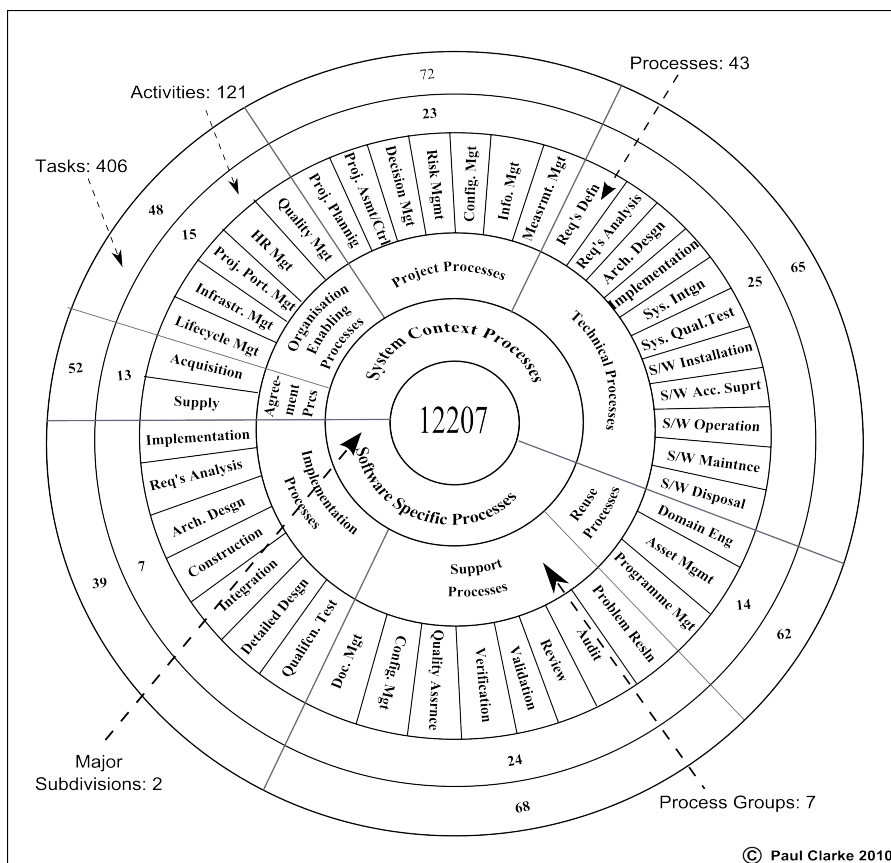 Processes: 43
Activities: 121
Tasks: 406
72
23
65
25
62
14
68
24
39
7
52
13
48
15
Proj. Plannig
Proj. Asmt/Ctrl
Decision Mgt
Risk Mgmt
Config. Mgt
Info. Mgt
Measrmt. Mgt
Req's Defn
Req's Analysis
Arch. Desgn
Implementation
Sys. Intgn
Sys. Qual.Test
S/W Installation
S/W Acc. Suprt
S/W Operation
S/W Maintnce
S/W Disposal
Domain Eng
Asset Mgmt
Programme Mgt
Problem Resln
Audit
Review
Validation
Verification
Quality Assrnce
Config. Mgt
Doc. Mgt
Qualifcn. Test
Detailed Desgn
Integration
Construction
Arch. Desgn
Req's Analysis
Implementation
Supply
Acquisition
Lifecycle Mgt
Infrastr. Mgt
Proj. Port. Mgt
HR Mgt
Quality Mgt
Project Processes
Technical Processes
Reuse
Processes
Support
Processes
Implementation
Processes
Agree-
ment
Prcs
Organisation
Enabling
Processes
System Context Processes
12207
Software Specific Processes
Major
Subdivisions: 2
Process Groups: 7
© Paul Clarke 2010